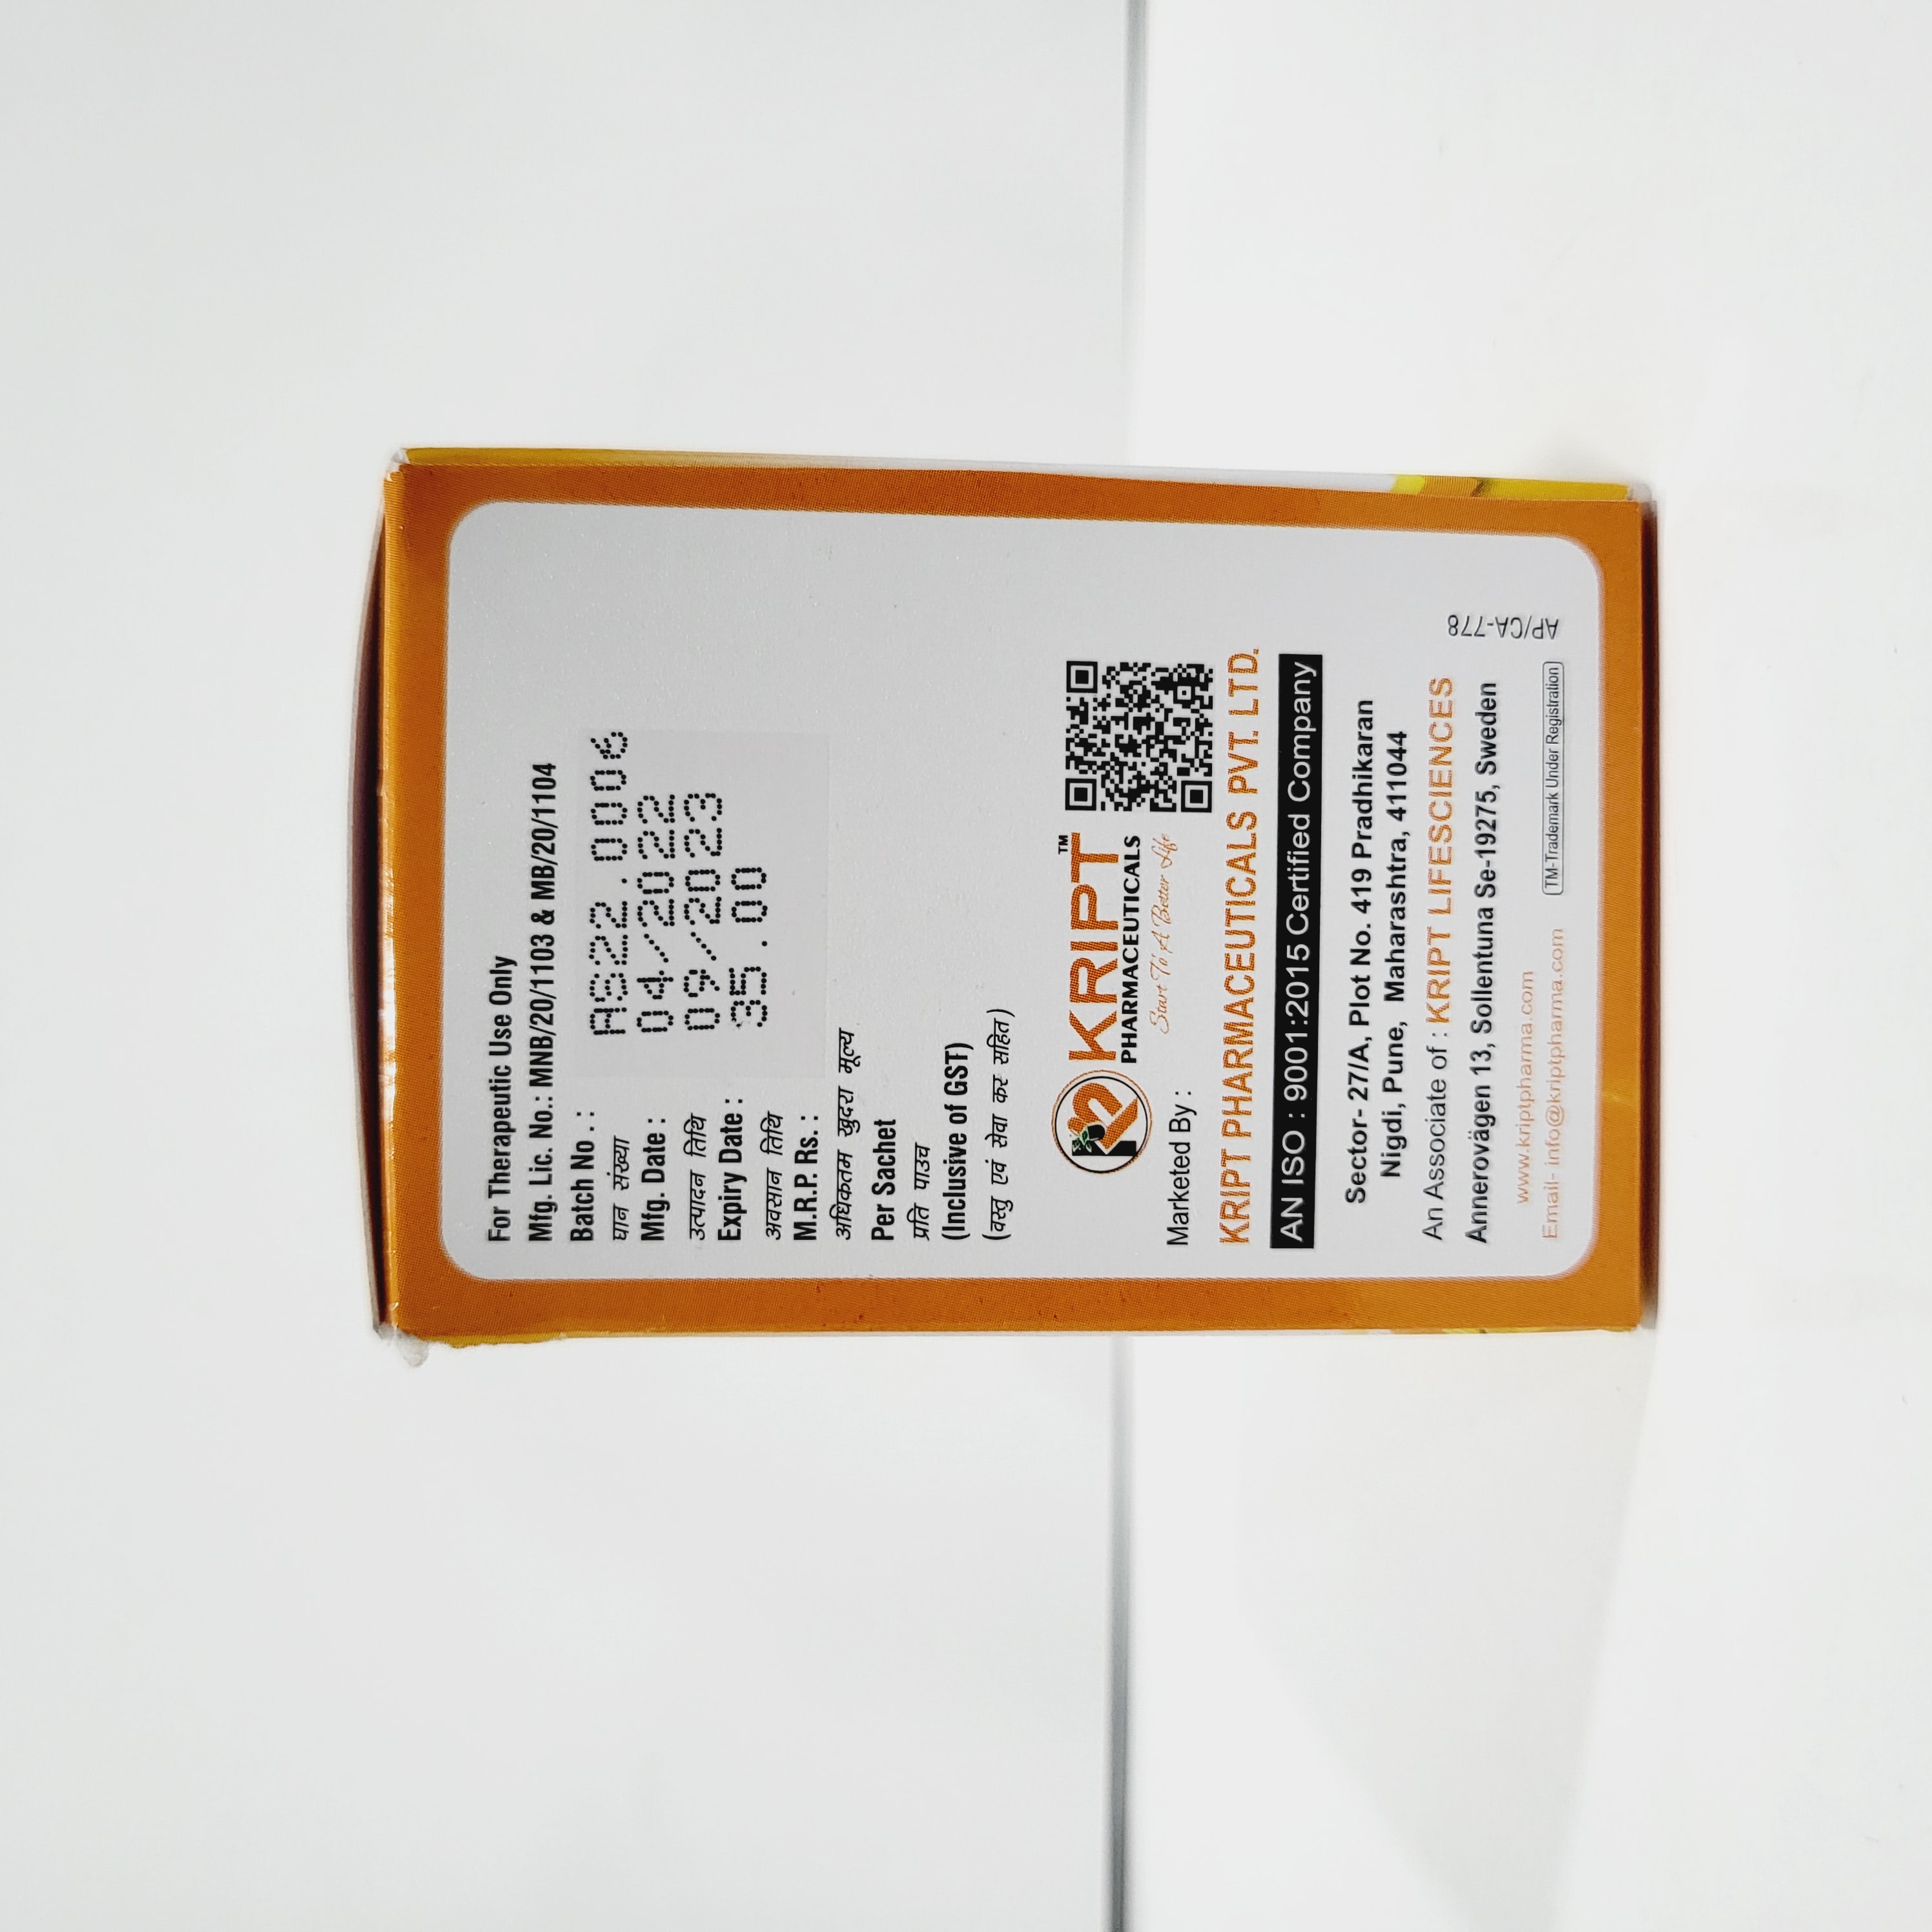 For Therapeutic Use Only
Mfg. Lic. No.: MNB/20/1103 & MB/20/1104
Batch No . :
AS22.0006
घान संख्या
Mfg. Date :
04/2022
उत्पादन तिथि
09/2023
Expiry Date :
35.00
अवसान तिथि
M.R.P. Rs. :
अधिकतम खुदरा मूल्य
Per Sachet
प्रति पाउच
(Inclusive of GST)
(वस्तु एवं सेवा कर सहित)
KRIPT TM
PHARMACEUTICALS
Start To A Better Life
Marketed By :
KRIPT PHARMACEUTICALS PVT. LTD.
AN ISO : 9001:2015 Certified Company
Sector- 27/A, Plot No. 419 Pradhikaran
Nigdi, Pune, Maharashtra, 411044
An Associate of : KRIPT LIFESCIENCES
Annerovägen 13, Sollentuna Se-19275, Sweden
www.kriptpharma.com
Email- info@kriptpharma.com
TM-Trademark Under Registration
AP/CA-778